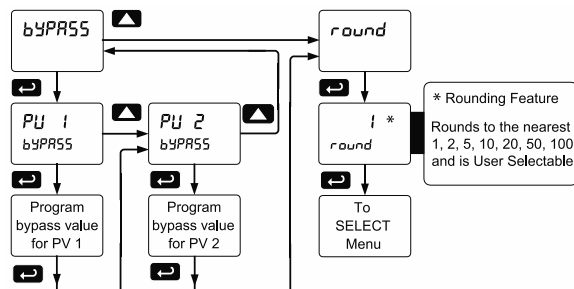 bYPASS
round
PV 1
bYPASS
PV 2
bYPASS
1 *
round
* Rounding Feature
Rounds to the nearest
1, 2, 5, 10, 20, 50, 100
and is User Selectable
Program
bypass value
for PV 1
Program
bypass value
for PV 2
To
SELECT
Menu